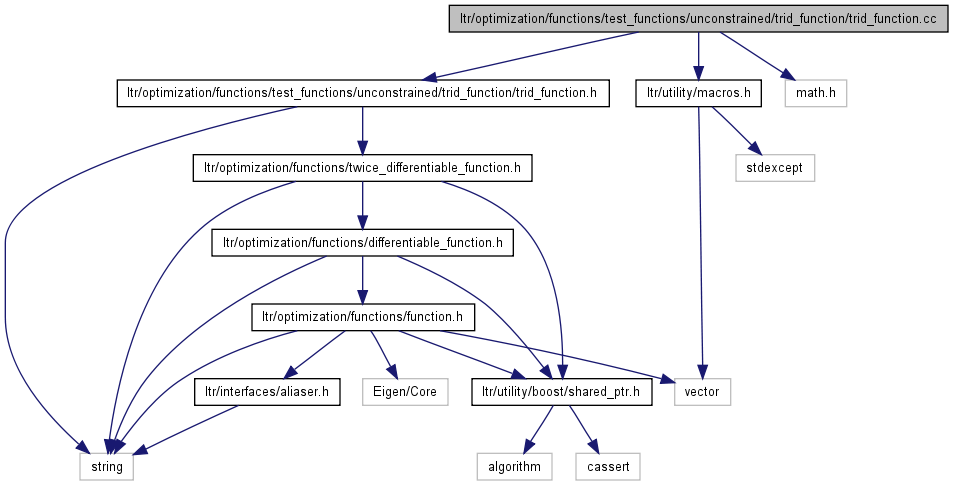 ltr/optimization/functions/test_functions/unconstrained/trid_function/trid_function.cc
ltr/optimization/functions/test_functions/unconstrained/trid_function/trid_function.h
ltr/utility/macros.h
math.h
ltr/optimization/functions/twice_differentiable_function.h
stdexcept
ltr/optimization/functions/differentiable_function.h
ltr/optimization/functions/function.h
ltr/interfaces/aliaser.h
Eigen/Core
ltr/utility/boost/shared_ptr.h
vector
string
algorithm
cassert